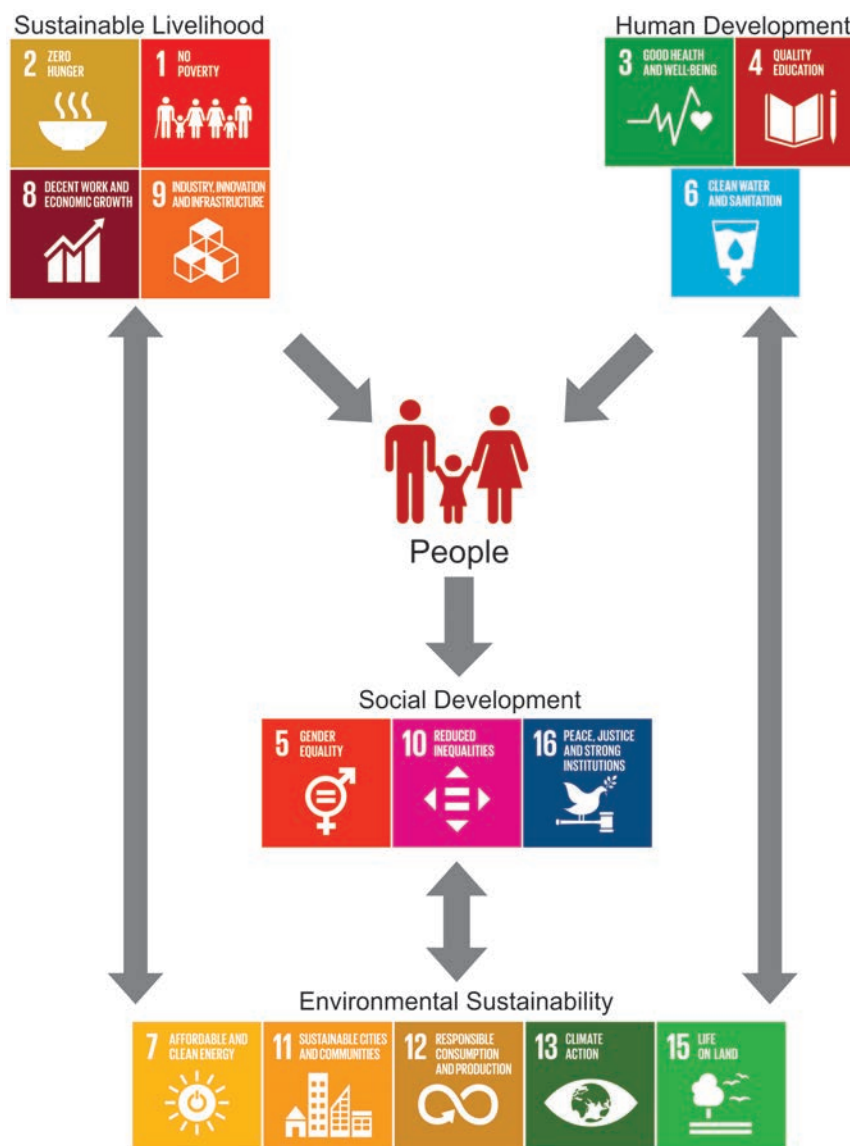 Sustainable Livelihood
2 ZERO
HUNGER
1 NO
POVERTY
8 DECENT WORK AND
ECONOMIC GROWTH
9 INDUSTRY, INNOVATION
AND INFRASTRUCTURE
Human Development
3 GOOD HEALTH
AND WELL-BEING
4 QUALITY
EDUCATION
6 CLEAN WATER
AND SANITATION
People
Social Development
5 GENDER
EQUALITY
10 REDUCED
INEQUALITIES
16 PEACE, JUSTICE
AND STRONG
INSTITUTIONS
Environmental Sustainability
7 AFFORDABLE AND
CLEAN ENERGY
11 SUSTAINABLE CITIES
AND COMMUNITIES
12 RESPONSIBLE
CONSUMPTION
AND PRODUCTION
13 CLIMATE
ACTION
15 LIFE
ON LAND